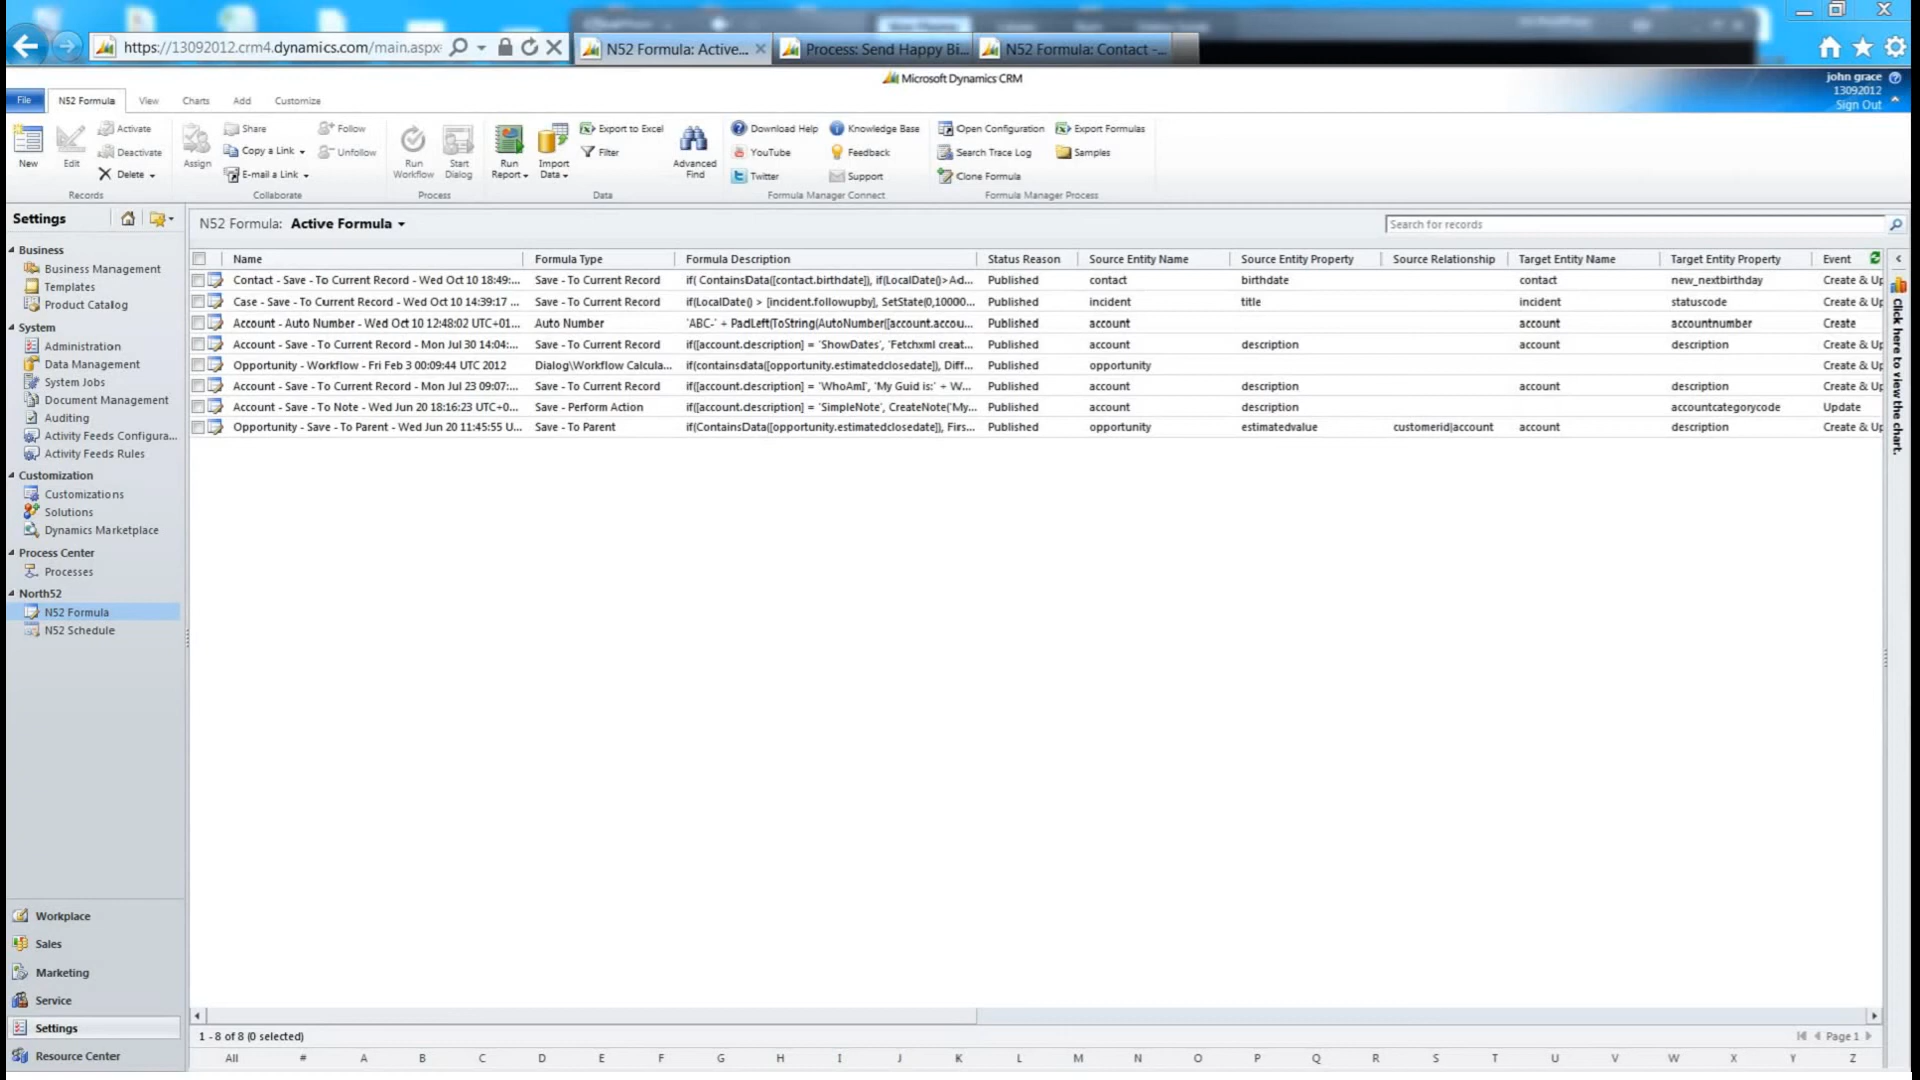 https://13092012.crm4.dynamics.com/main.aspx
N52 Formula: Active...
Process: Send Happy Bi...
N52 Formula: Contact -...
Microsoft Dynamics CRM
john grace
13092012
Sign Out
File
N52 Formula
View
Charts
Add
Customize
New
Edit
Activate
Deactivate
Delete
Records
Assign
Share
Copy a Link
E-mail a Link
Follow
Unfollow
Collaborate
Run Workflow
Start Dialog
Process
Run Report
Import Data
Export to Excel
Filter
Data
Advanced Find
Download Help
YouTube
Twitter
Knowledge Base
Feedback
Support
Formula Manager Connect
Open Configuration
Search Trace Log
Clone Formula
Export Formulas
Samples
Formula Manager Process
Settings
Business
Business Management
Templates
Product Catalog
System
Administration
Data Management
System Jobs
Document Management
Auditing
Activity Feeds Configura...
Activity Feeds Rules
Customization
Customizations
Solutions
Dynamics Marketplace
Process Center
Processes
North52
N52 Formula
N52 Schedule
Workplace
Sales
Marketing
Service
Settings
Resource Center
N52 Formula: Active Formula
Search for records
Name Formula Type Formula Description Status Reason Source Entity Name Source Entity Property Source Relationship Target Entity Name Target Entity Property Event
Contact - Save - To Current Record - Wed Oct 10 18:49:... Save - To Current Record if( ContainsData([contact.birthdate]), if(LocalDate()>Ad... Published contact birthdate contact new_nextbirthday Create & Up
Case - Save - To Current Record - Wed Oct 10 14:39:17 ... Save - To Current Record if(LocalDate() > [incident.followupby], SetState(0,10000... Published incident title incident statuscode Create & Up
Account - Auto Number - Wed Oct 10 12:48:02 UTC+01... Auto Number 'ABC-' + PadLeft(ToString(AutoNumber([account.accou... Published account account accountnumber Create
Account - Save - To Current Record - Mon Jul 30 14:04:... Save - To Current Record if([account.description] = 'ShowDates', 'Fetchxml creat... Published account description account description Create & Up
Opportunity - Workflow - Fri Feb 3 00:09:44 UTC 2012 Dialog\Workflow Calcula... if(containsdata([opportunity.estimatedclosedate]), Diff... Published opportunity
Account - Save - To Current Record - Mon Jul 23 09:07:... Save - To Current Record if([account.description] = 'WhoAmI', 'My Guid is:' + W... Published account description account description Create & Up
Account - Save - To Note - Wed Jun 20 18:16:23 UTC+0... Save - Perform Action if([account.description] = 'SimpleNote', CreateNote('My... Published account description accountcategorycode Update
Opportunity - Save - To Parent - Wed Jun 20 11:45:55 U... Save - To Parent if(ContainsData([opportunity.estimatedclosedate]), Firs... Published opportunity estimatedvalue customerid|account account description Create & Up
Click here to view the chart.
1 - 8 of 8 (0 selected)
Page 1
All # A B C D E F G H I J K L M N O P Q R S T U V W X Y Z